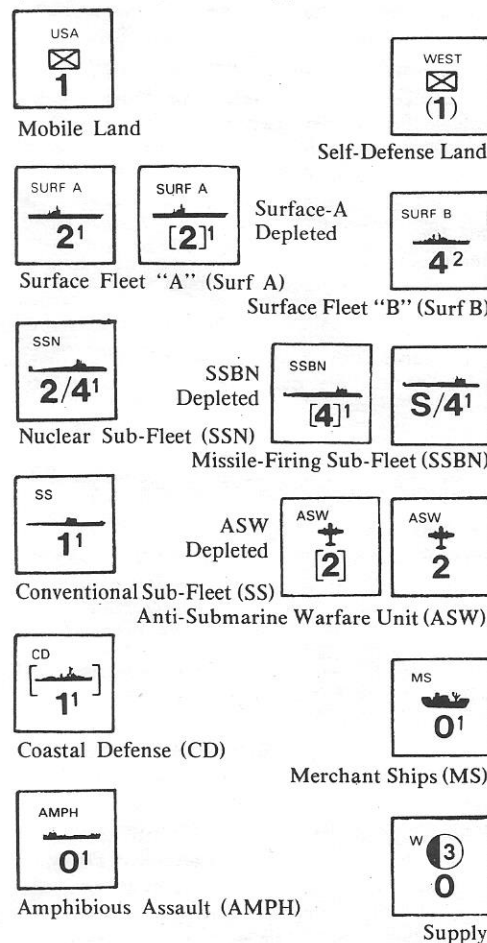 USA
1
Mobile Land
WEST
(1)
Self-Defense Land
SURF A
2¹
SURF A
[2]¹
Surface-A
Depleted
Surface Fleet “A” (Surf A)
SURF B
4²
Surface Fleet “B” (Surf B)
SSN
2/4¹
Nuclear Sub-Fleet (SSN)
SSBN
Depleted
SSBN
[4]¹
S/4¹
Missile-Firing Sub-Fleet (SSBN)
SS
1¹
Conventional Sub-Fleet (SS)
ASW
Depleted
ASW
[2]
ASW
2
Anti-Submarine Warfare Unit (ASW)
CD
[ ]
1¹
Coastal Defense (CD)
MS
0¹
Merchant Ships (MS)
AMPH
0¹
Amphibious Assault (AMPH)
W 3
0
Supply